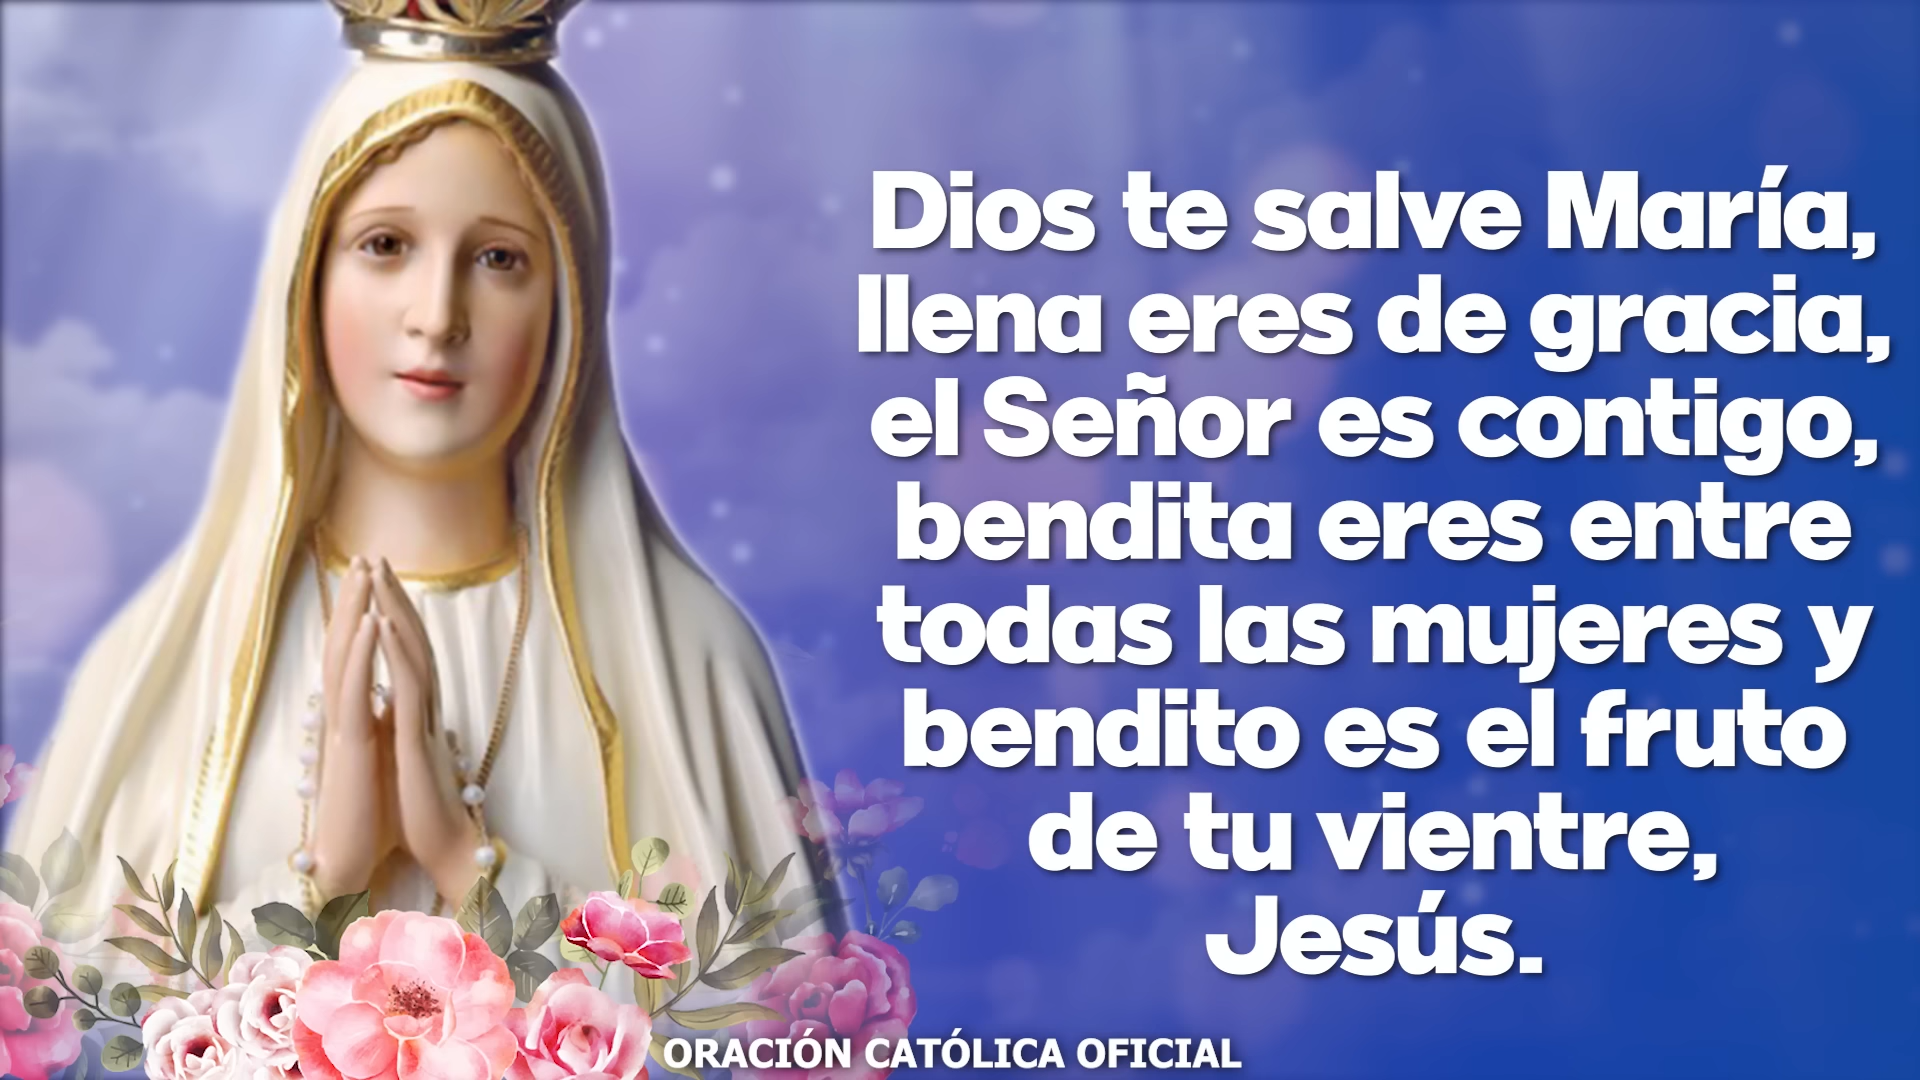 Dios te salve María,
llena eres de gracia,
el Señor es contigo,
bendita eres entre
todas las mujeres y
bendito es el fruto
de tu vientre,
Jesús.
ORACIÓN CATÓLICA OFICIAL